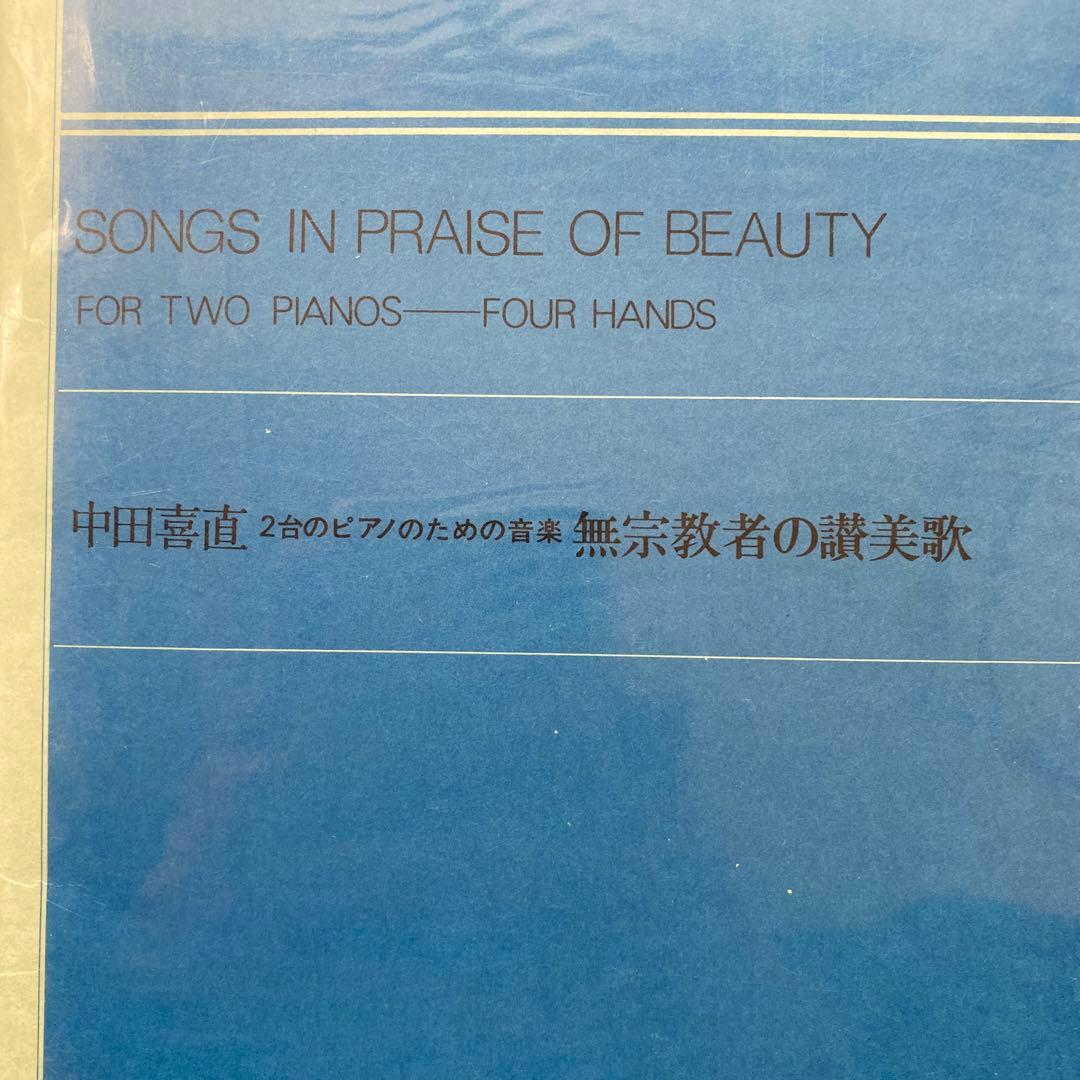 SONGS IN PRAISE OF BEAUTY
FOR TWO PIANOS——FOUR HANDS
中田喜直 2台のピアノのための音楽 無宗教者の讃美歌